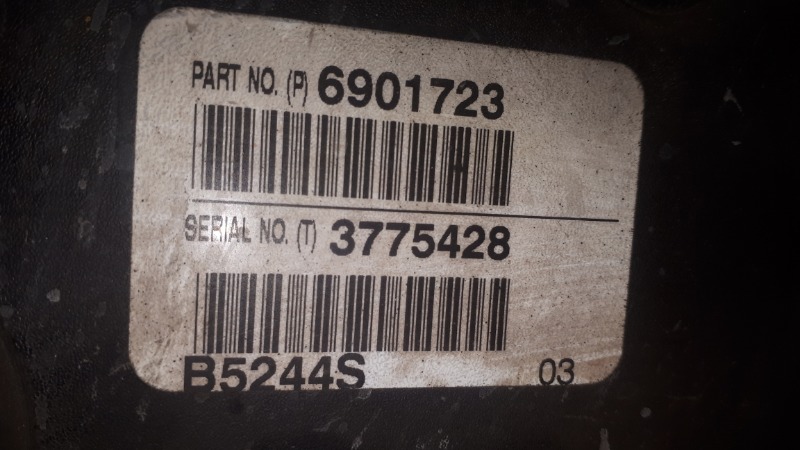 PART NO. (P) 6901723
SERIAL NO. (T) 3775428
B5244S 03